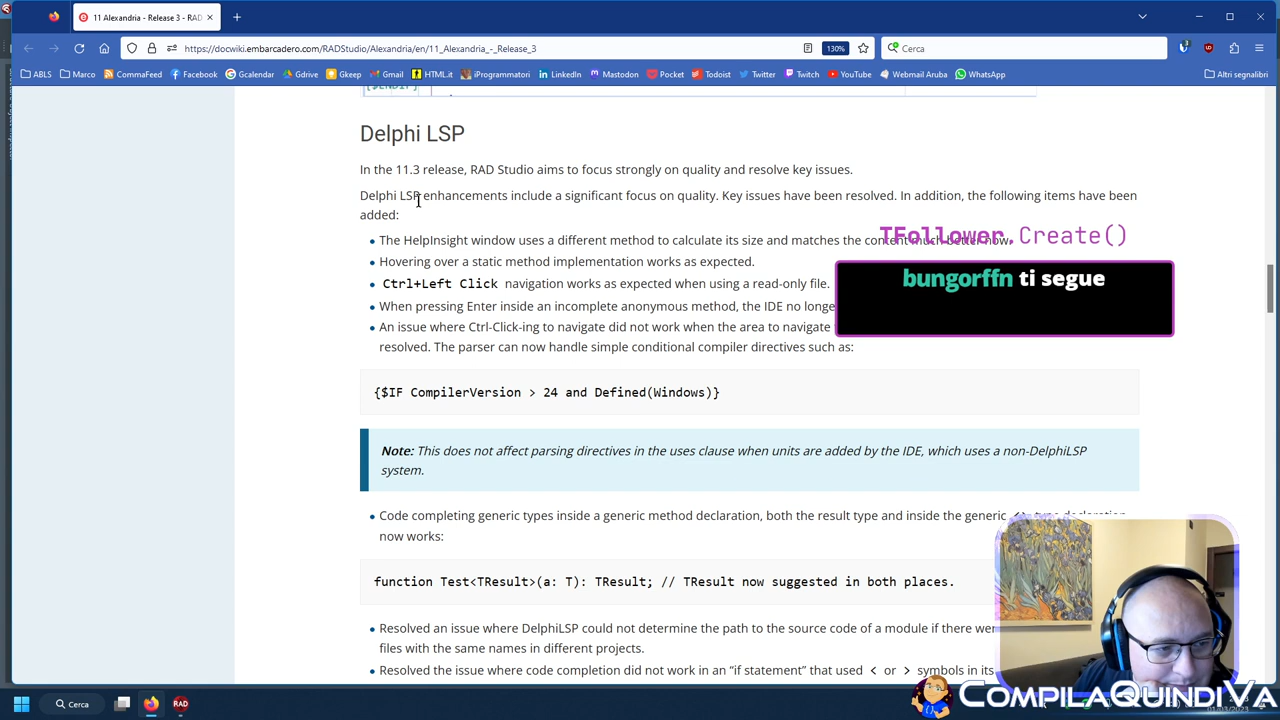 11 Alexandria - Release 3 - RAD
https://docwiki.embarcadero.com/RADStudio/Alexandria/en/11_Alexandria_-_Release_3
130%
Cerca
ABLS Marco CommaFeed Facebook Gcalendar Gdrive Gkeep Gmail HTML.it iProgrammatori LinkedIn Mastodon Pocket Todoist Twitter Twitch YouTube Webmail Aruba WhatsApp Altri segnalibri
{$ENDIF}
Delphi LSP
In the 11.3 release, RAD Studio aims to focus strongly on quality and resolve key issues.
Delphi LSP enhancements include a significant focus on quality. Key issues have been resolved. In addition, the following items have been
added:
TFollower.Create()
• The HelpInsight window uses a different method to calculate its size and matches the content much better now.
• Hovering over a static method implementation works as expected.
bungorffn ti segue
• Ctrl+Left Click navigation works as expected when using a read-only file.
• When pressing Enter inside an incomplete anonymous method, the IDE no longe
• An issue where Ctrl-Click-ing to navigate did not work when the area to navigate
resolved. The parser can now handle simple conditional compiler directives such as:
{$IF CompilerVersion > 24 and Defined(Windows)}
Note: This does not affect parsing directives in the uses clause when units are added by the IDE, which uses a non-DelphiLSP
system.
• Code completing generic types inside a generic method declaration, both the result type and inside the generic <> type declaration
now works:
function Test<TResult>(a: T): TResult; // TResult now suggested in both places.
• Resolved an issue where DelphiLSP could not determine the path to the source code of a module if there wer
files with the same names in different projects.
• Resolved the issue where code completion did not work in an “if statement” that used < or > symbols in its
COMPILAQUINDIVA
Cerca
RAD